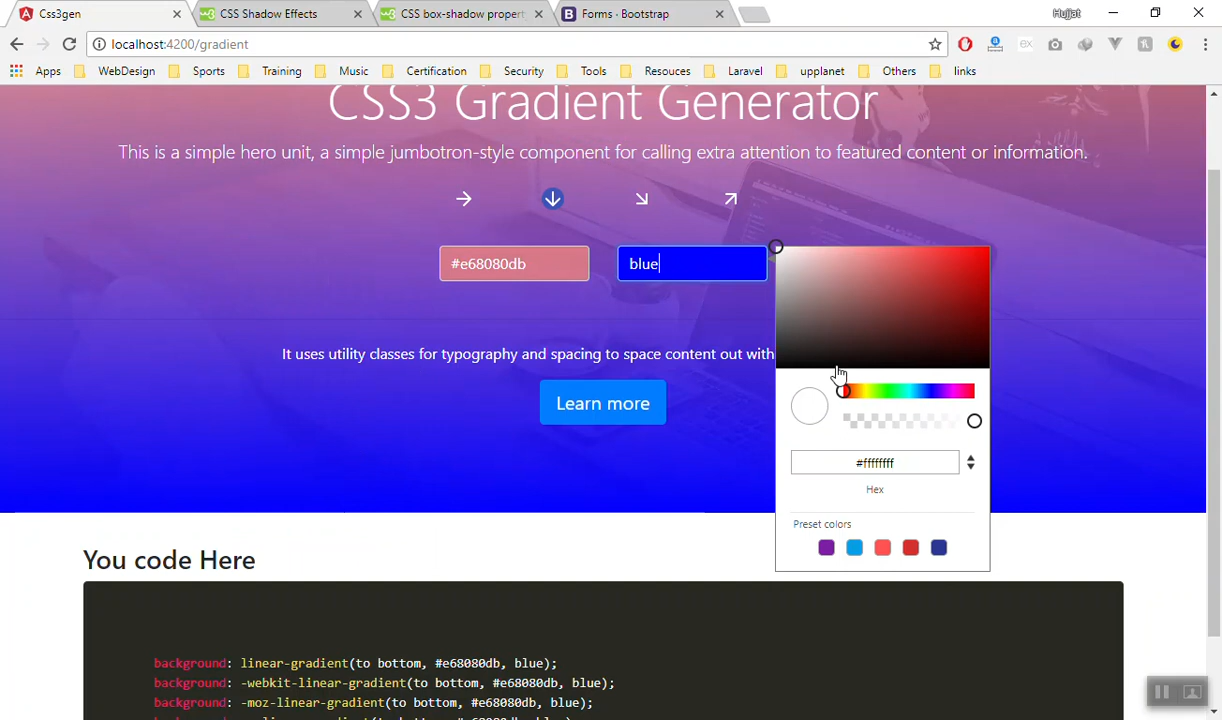 Css3gen
CSS Shadow Effects
CSS box-shadow property
Forms · Bootstrap
Hujjat
localhost:4200/gradient
Apps WebDesign Sports Training Music Certification Security Tools Resouces Laravel upplanet Others links
CSS3 Gradient Generator
This is a simple hero unit, a simple jumbotron-style component for calling extra attention to featured content or information.
#e68080db
blue
It uses utility classes for typography and spacing to space content out with
Learn more
#ffffffff
Hex
Preset colors
You code Here
background: linear-gradient(to bottom, #e68080db, blue);
background: -webkit-linear-gradient(to bottom, #e68080db, blue);
background: -moz-linear-gradient(to bottom, #e68080db, blue);